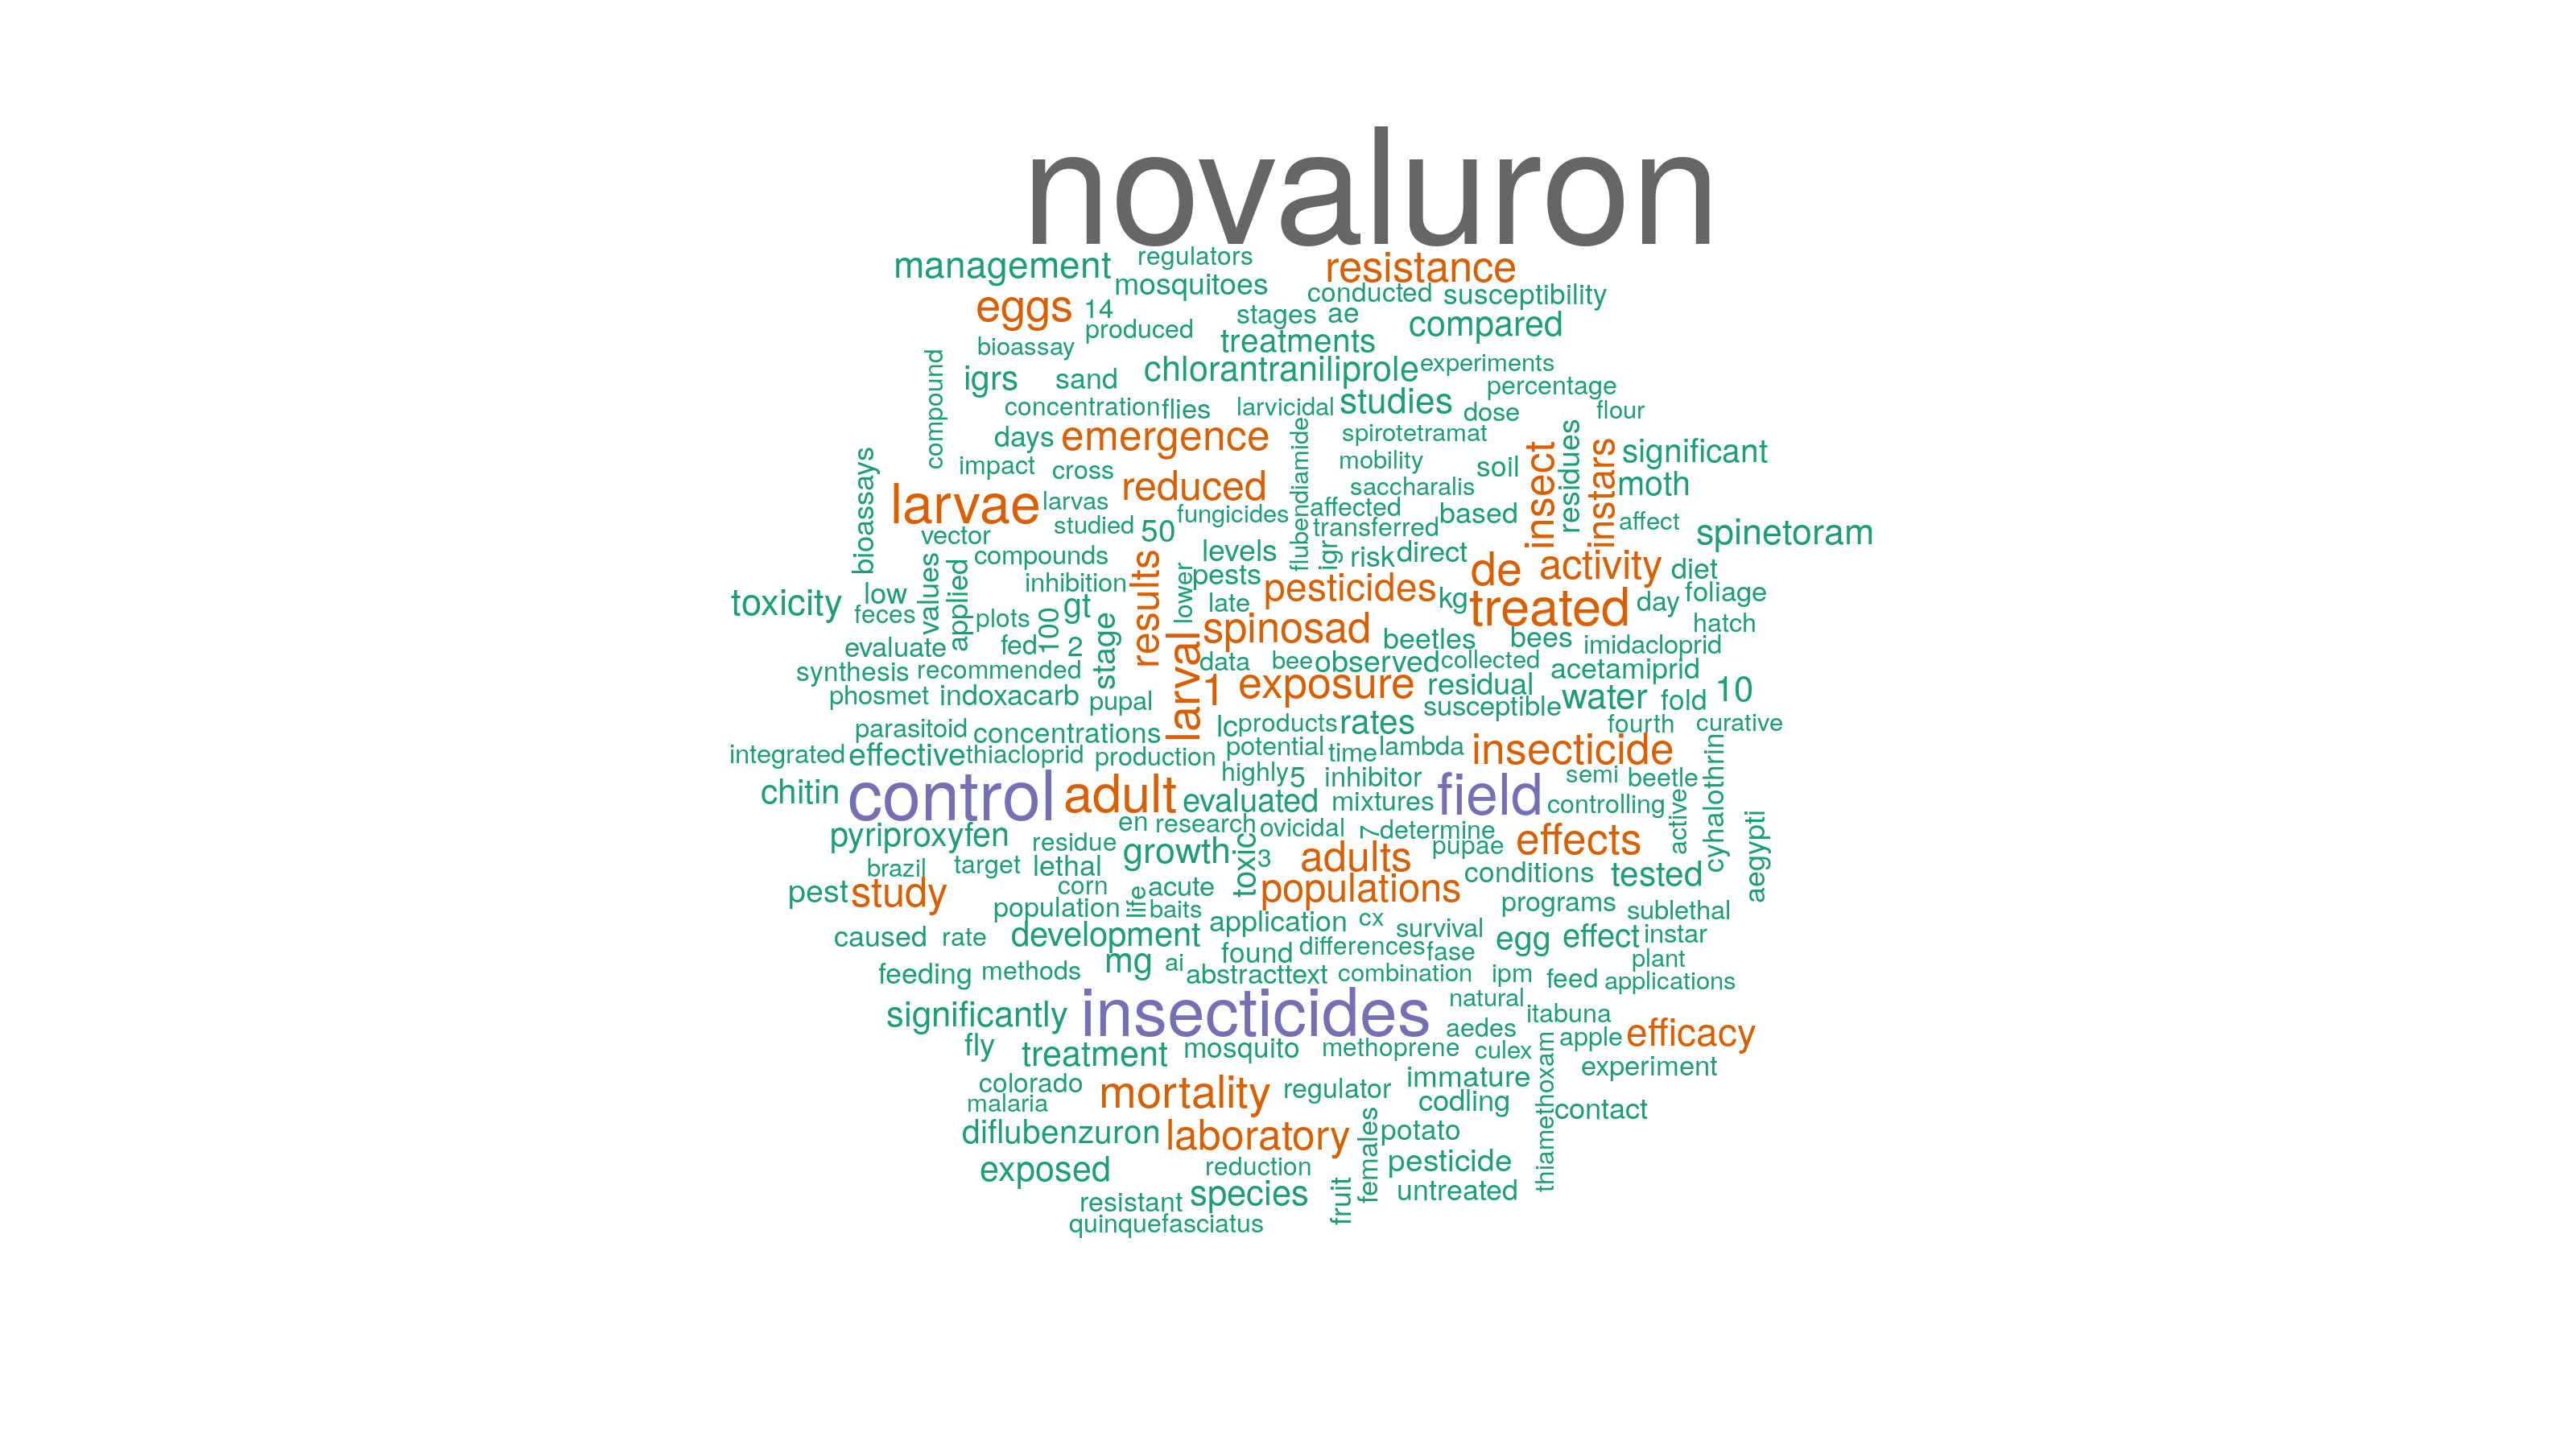 novaluron
management regulators resistance
mosquitoes conducted susceptibility
eggs 14 stages ae compared
produced treatments
bioassay chlorantraniliprole experiments
compound igrs sand percentage
concentration flies larvicidal studies dose flour
days emergence flubendiamide spirotetramat insect residues instars significant
bioassays impact cross mobility soil moth
larvae larvas reduced saccharalis
studied 50 fungicides affected based affect spinetoram
vector transferred
compounds levels igr risk direct de activity diet
values applied inhibition results lower pests pesticides kg treated day foliage
toxicity low gt late
feces plots 100 stage spinosad hatch
evaluate fed 2 larval beetles bees imidacloprid
synthesis recommended data bee observed collected acetamiprid
phosmet indoxacarb pupal 1 exposure residual water fold 10
susceptible
parasitoid concentrations lc products rates fourth curative
integrated effective thiacloprid production potential time lambda insecticide cyhalothrin
chitin control adult highly 5 inhibitor field semi beetle
evaluated mixtures controlling active
pyriproxyfen en research ovicidal 7 determine effects aegypti
residue growth toxic 3 adults pupae
brazil target lethal conditions tested
pest study corn life acute populations
population baits application cx programs sublethal
caused rate development survival egg effect instar
found differences fase
feeding methods mg ai abstracttext combination ipm feed plant applications
significantly insecticides natural itabuna
aedes apple efficacy
fly treatment mosquito methoprene culex thiamethoxam experiment
colorado mortality regulator immature
malaria codling contact
diflubenzuron laboratory females potato
exposed reduction pesticide
resistant species fruit untreated
quinquefasciatus